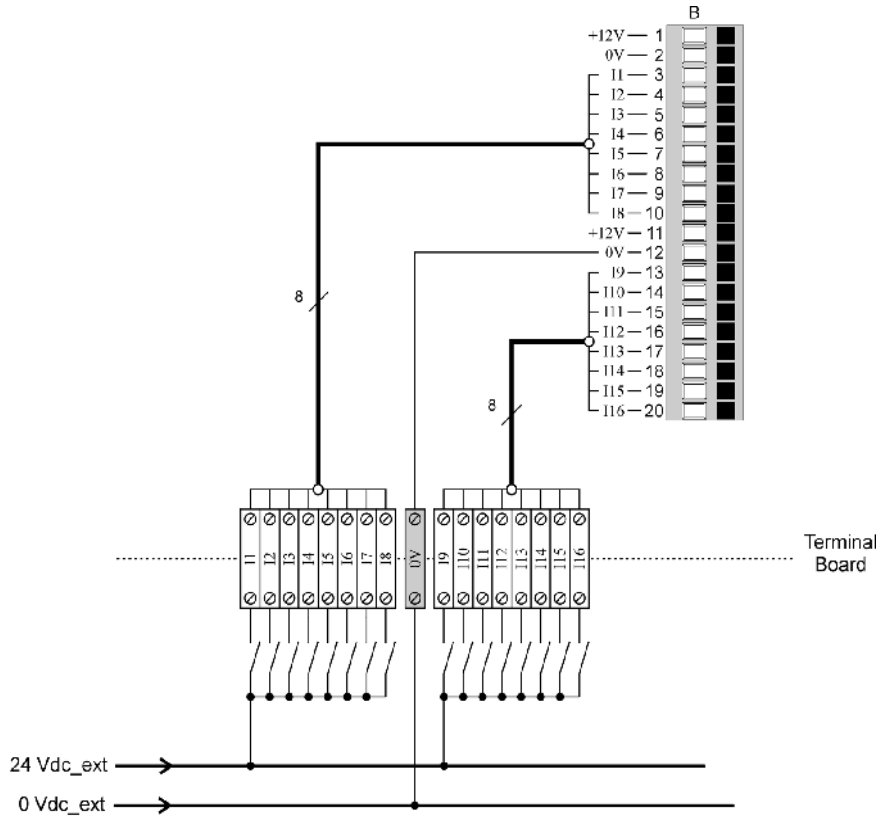 B
+12V 1
0V 2
I1 3
I2 4
I3 5
I4 6
I5 7
I6 8
I7 9
I8 10
+12V 11
0V 12
I9 13
I10 14
I11 15
I12 16
I13 17
I14 18
I15 19
I16 20
8
8
I1 I2 I3 I4 I5 I6 I7 I8 0V I9 I10 I11 I12 I13 I14 I15 I16
Terminal
Board
24 Vdc_ext
0 Vdc_ext